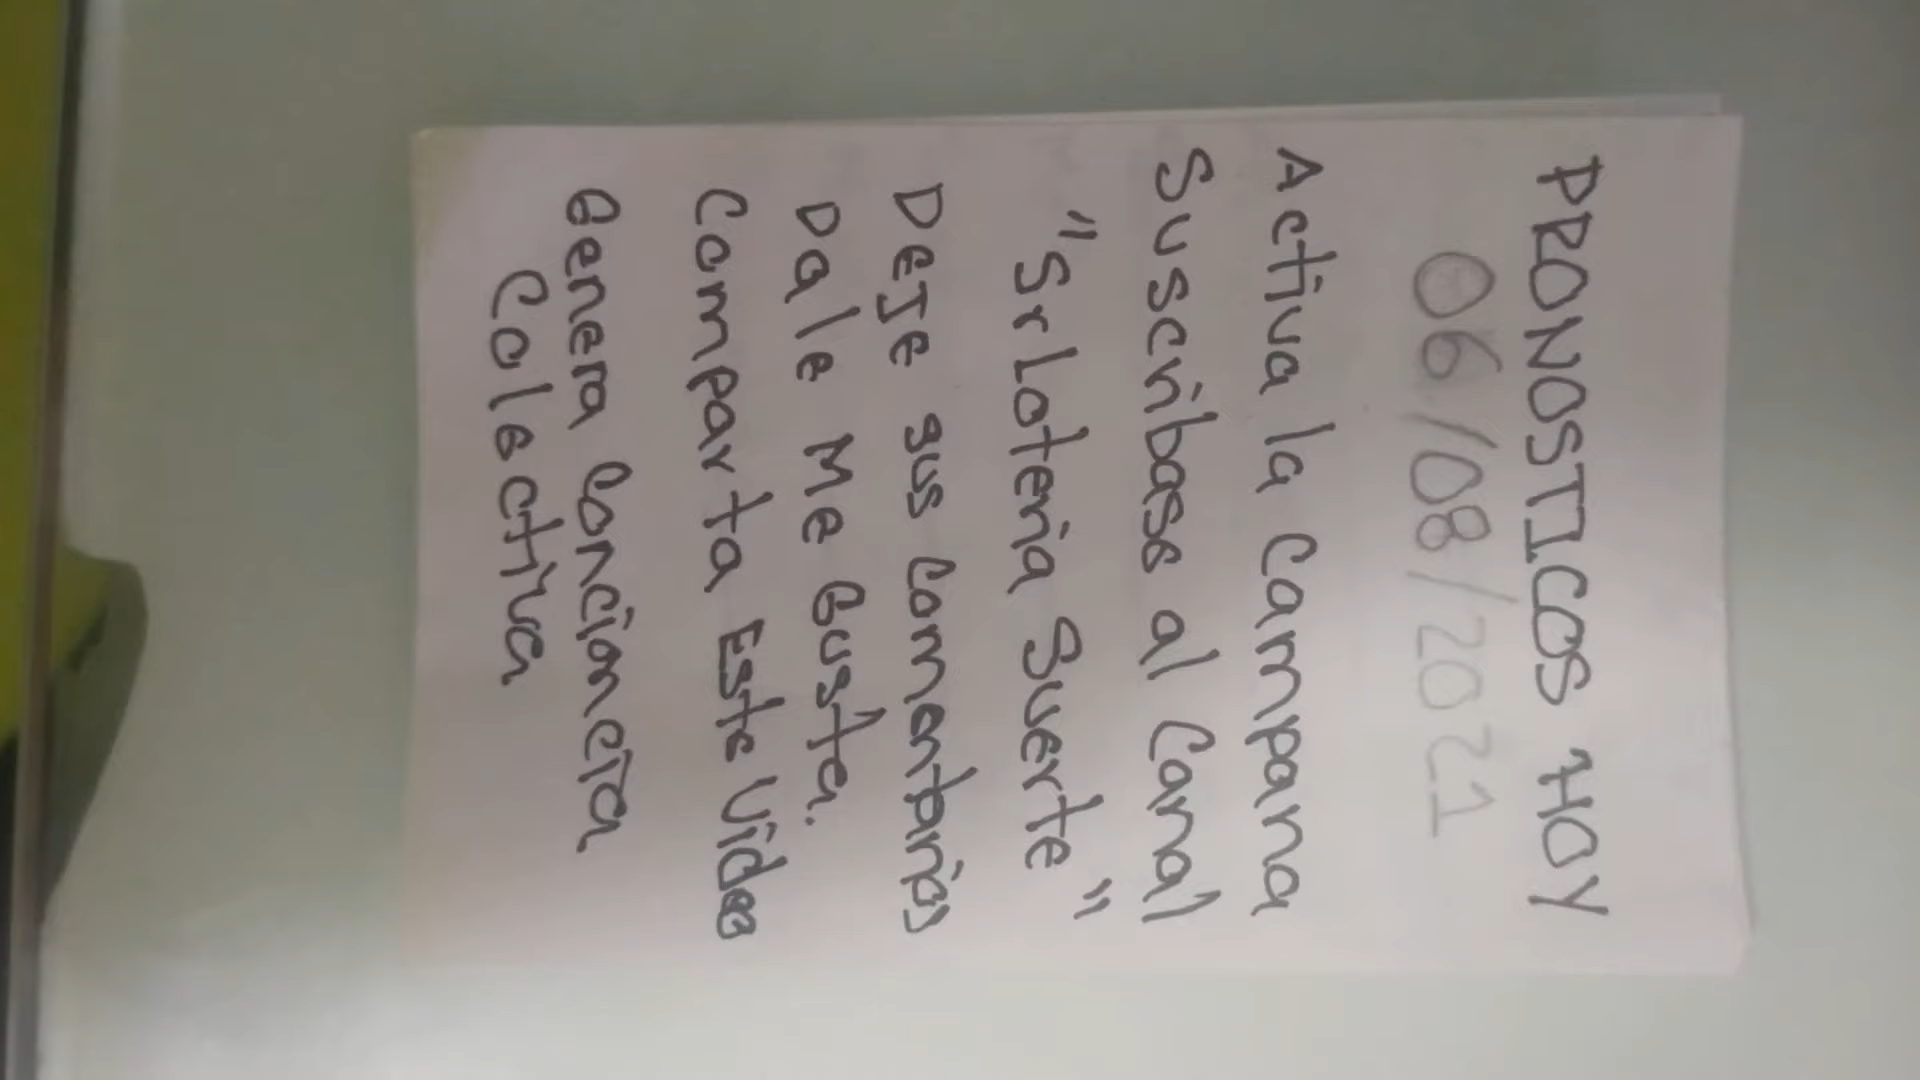 PRONOSTICOS HOY
06/08/2021
Activa la Campana
Suscribase al Canal
"Sr Loteria Suerte"
DEJe sus Comentarios
Dale Me Gusta.
Comparta Este Video
Genera Conciencia
Colectiva